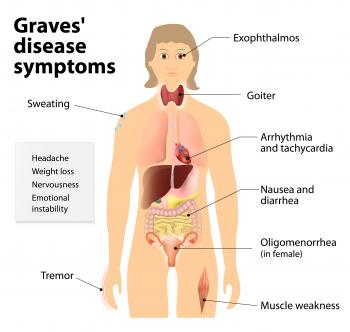 Graves'
disease
symptoms
Exophthalmos
Goiter
Sweating
Arrhythmia
and tachycardia
Headache
Weight loss
Nervousness
Emotional
instability
Nausea and
diarrhea
Oligomenorrhea
(in female)
Tremor
Muscle weakness